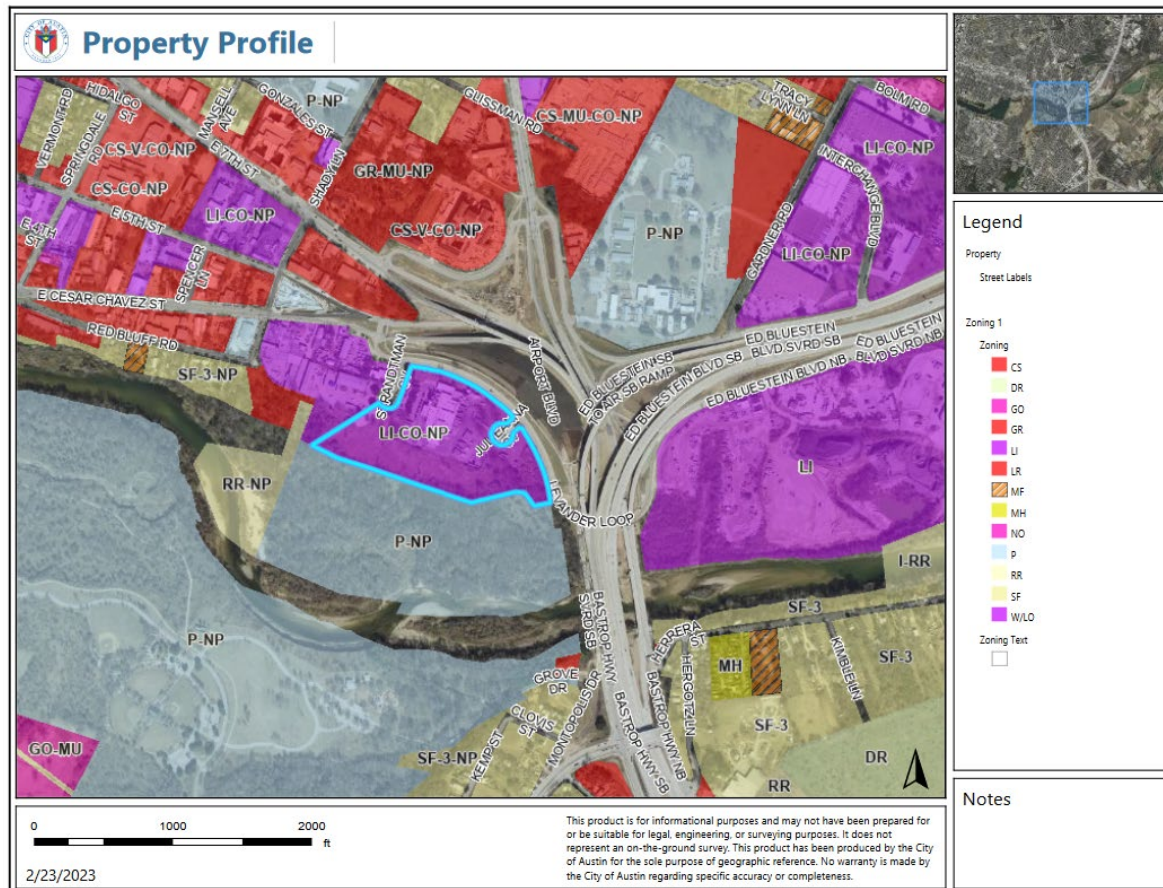 Property Profile
HIDALGO
ST
MANSELL
AVE
GONZALES ST
P-NP
GLISSMAN RD
CS-MU-CO-NP
TRACY
LYNN LN
BOLM RD
VERMONT RD
SPRINGDALE
RD
CS-V-CO-NP
E 7TH ST
SHADY LN
GR-MU-NP
INTERCHANGE BLVD
LI-CO-NP
CS-CO-NP
LI-CO-NP
E 5TH ST
CS-V-CO-NP
P-NP
GARDNER RD
LI-CO-NP
E 4TH
ST
SPENCER
LN
E CESAR CHAVEZ ST
RED BLUFF RD
SF-3-NP
AIRPORT BLVD
ED BLUESTEIN SB
TO AIR SB RAMP
ED BLUESTEIN
BLVD SVRD SB
ED BLUESTEIN BLVD SB
ED BLUESTEIN
BLVD SVRD NB
ED BLUESTEIN BLVD NB
LI-CO-NP
LI
RR-NP
LEVANDER LOOP
P-NP
I-RR
P-NP
SVRD SB
BASTROP HWY
HERRERA
ST
SF-3
MH
KIMBLE LN
SF-3
GROVE
DR
HERGOTZ LN
CLOVIS
ST
MONTOPOLIS DR
BASTROP HWY NB
SF-3
GO-MU
SF-3-NP
KEMP ST
BASTROP HWY SB
DR
RR
Legend
Property
Street Labels
Zoning 1
Zoning
CS
DR
GO
GR
LI
LR
MF
MH
NO
P
RR
SF
W/LO
Zoning Text
Notes
0 1000 2000
ft
2/23/2023
This product is for informational purposes and may not have been prepared for
or be suitable for legal, engineering, or surveying purposes. It does not
represent an on-the-ground survey. This product has been produced by the City
of Austin for the sole purpose of geographic reference. No warranty is made by
the City of Austin regarding specific accuracy or completeness.